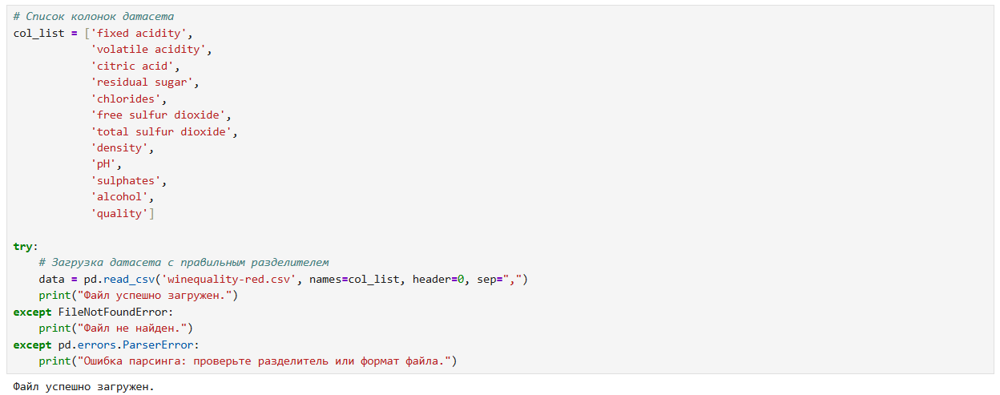 # Список колонок датасета
col_list = ['fixed acidity',
            'volatile acidity',
            'citric acid',
            'residual sugar',
            'chlorides',
            'free sulfur dioxide',
            'total sulfur dioxide',
            'density',
            'pH',
            'sulphates',
            'alcohol',
            'quality']
try:
    # Загрузка датасета с правильным разделителем
    data = pd.read_csv('winequality-red.csv', names=col_list, header=0, sep=",")
    print("Файл успешно загружен.")
except FileNotFoundError:
    print("Файл не найден.")
except pd.errors.ParserError:
    print("Ошибка парсинга: проверьте разделитель или формат файла.")
Файл успешно загружен.